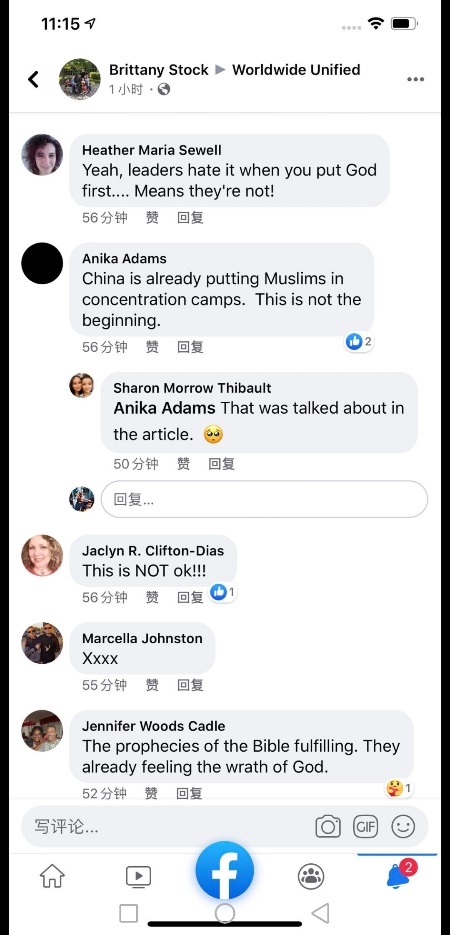 11:15
Brittany Stock ▶ Worldwide Unified
1 小时 ·
Heather Maria Sewell
Yeah, leaders hate it when you put God
first.... Means they're not!
56分钟 赞 回复
Anika Adams
China is already putting Muslims in
concentration camps. This is not the
beginning.
56分钟 赞 回复 2
Sharon Morrow Thibault
Anika Adams That was talked about in
the article. 🥺
50分钟 赞 回复
回复...
Jaclyn R. Clifton-Dias
This is NOT ok!!!
56分钟 赞 回复 1
Marcella Johnston
Xxxx
55分钟 赞 回复
Jennifer Woods Cadle
The prophecies of the Bible fulfilling. They
already feeling the wrath of God.
52分钟 赞 回复 1
写评论...
GIF
2